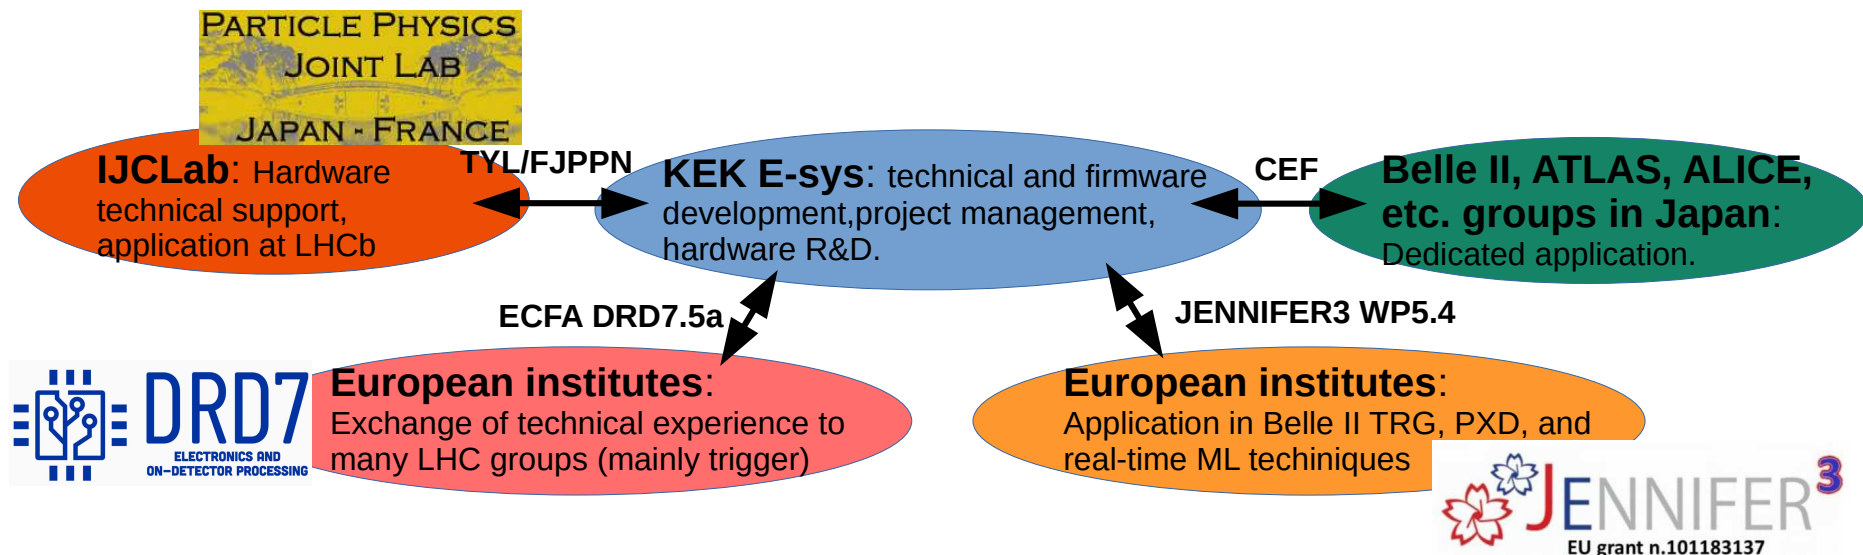 PARTICLE PHYSICS
JOINT LAB
JAPAN - FRANCE
IJCLab: Hardware
technical support,
application at LHCb
TYL/FJPPN
KEK E-sys: technical and firmware
development,project management,
hardware R&D.
CEF
Belle II, ATLAS, ALICE,
etc. groups in Japan:
Dedicated application.
ECFA DRD7.5a
JENNIFER3 WP5.4
DRD7
ELECTRONICS AND
ON-DETECTOR PROCESSING
European institutes:
Exchange of technical experience to
many LHC groups (mainly trigger)
European institutes:
Application in Belle II TRG, PXD, and
real-time ML techiniques
JENNIFER3
EU grant n.101183137